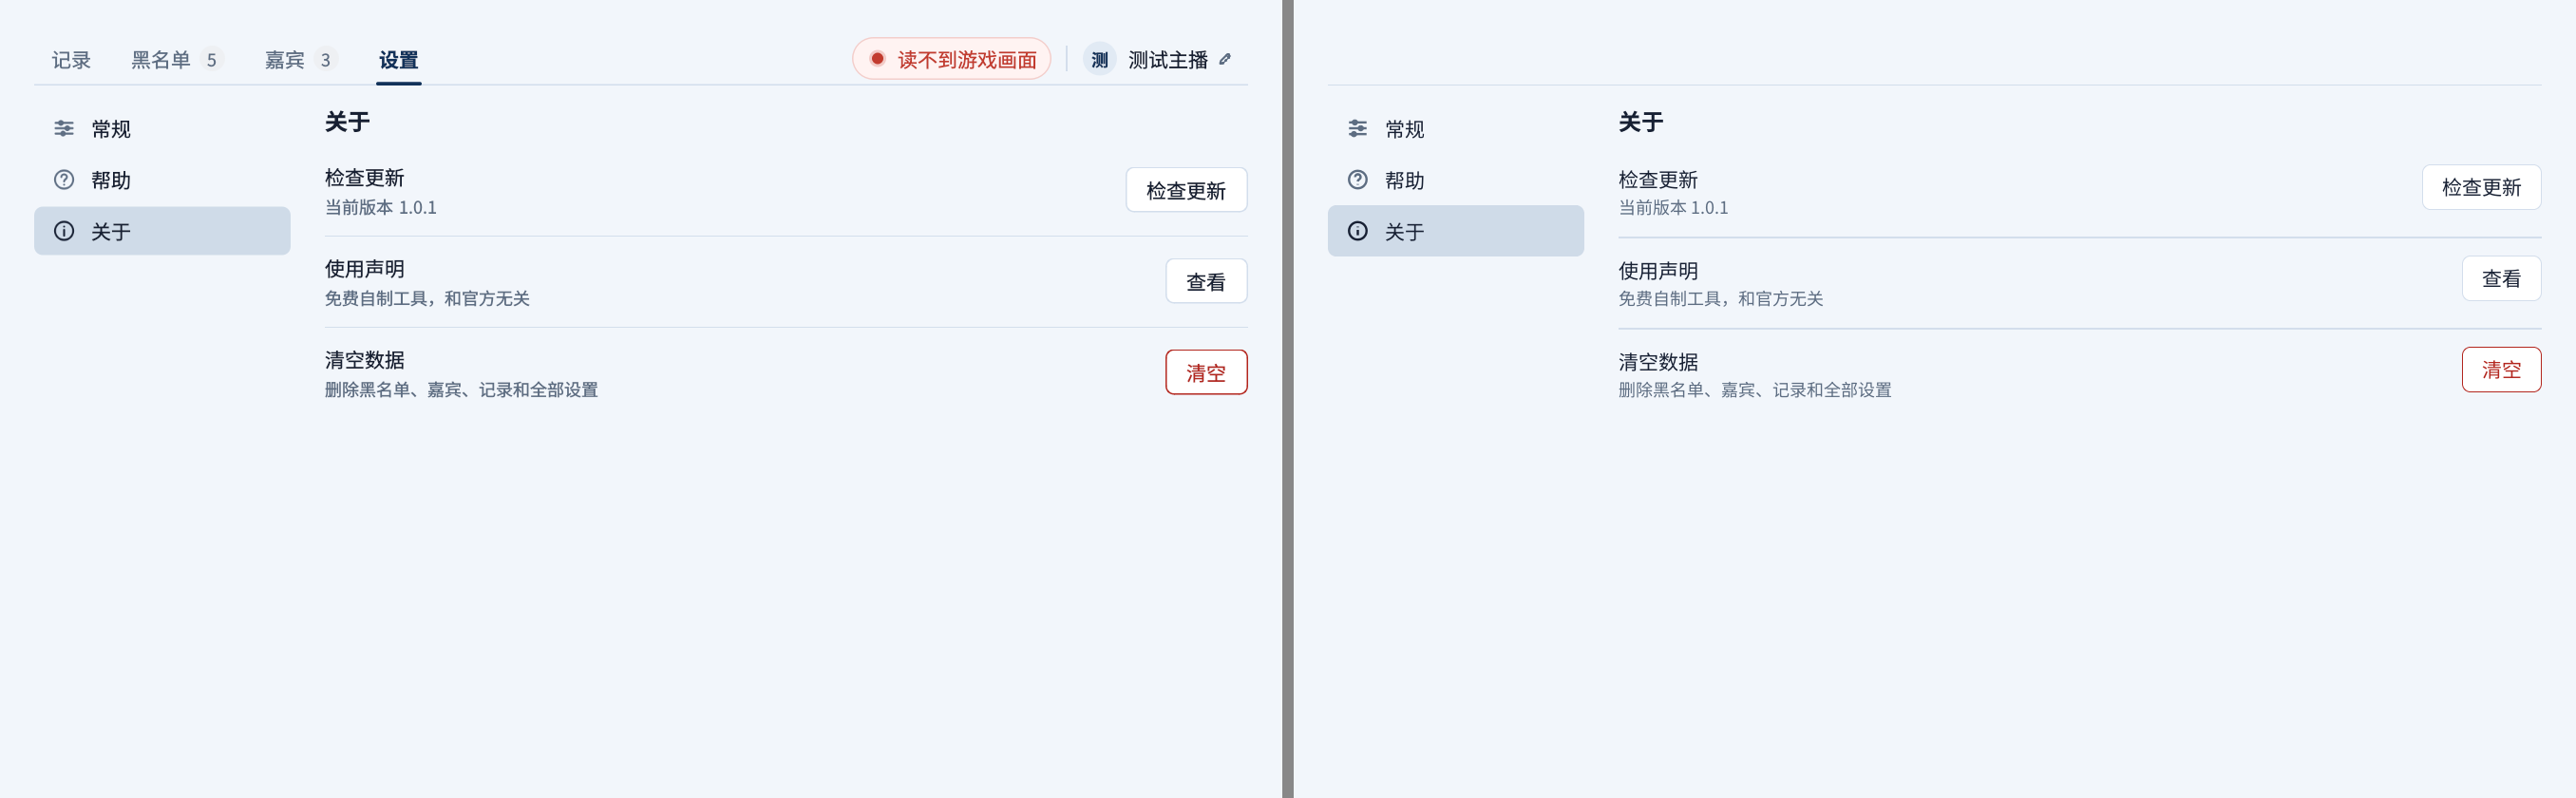 记录 黑名单 5 嘉宾 3 设置 读不到游戏画面 测 测试主播
常规
帮助
关于
关于
检查更新
当前版本 1.0.1
检查更新
使用声明
免费自制工具，和官方无关
查看
清空数据
删除黑名单、嘉宾、记录和全部设置
清空
常规
帮助
关于
关于
检查更新
当前版本 1.0.1
检查更新
使用声明
免费自制工具，和官方无关
查看
清空数据
删除黑名单、嘉宾、记录和全部设置
清空